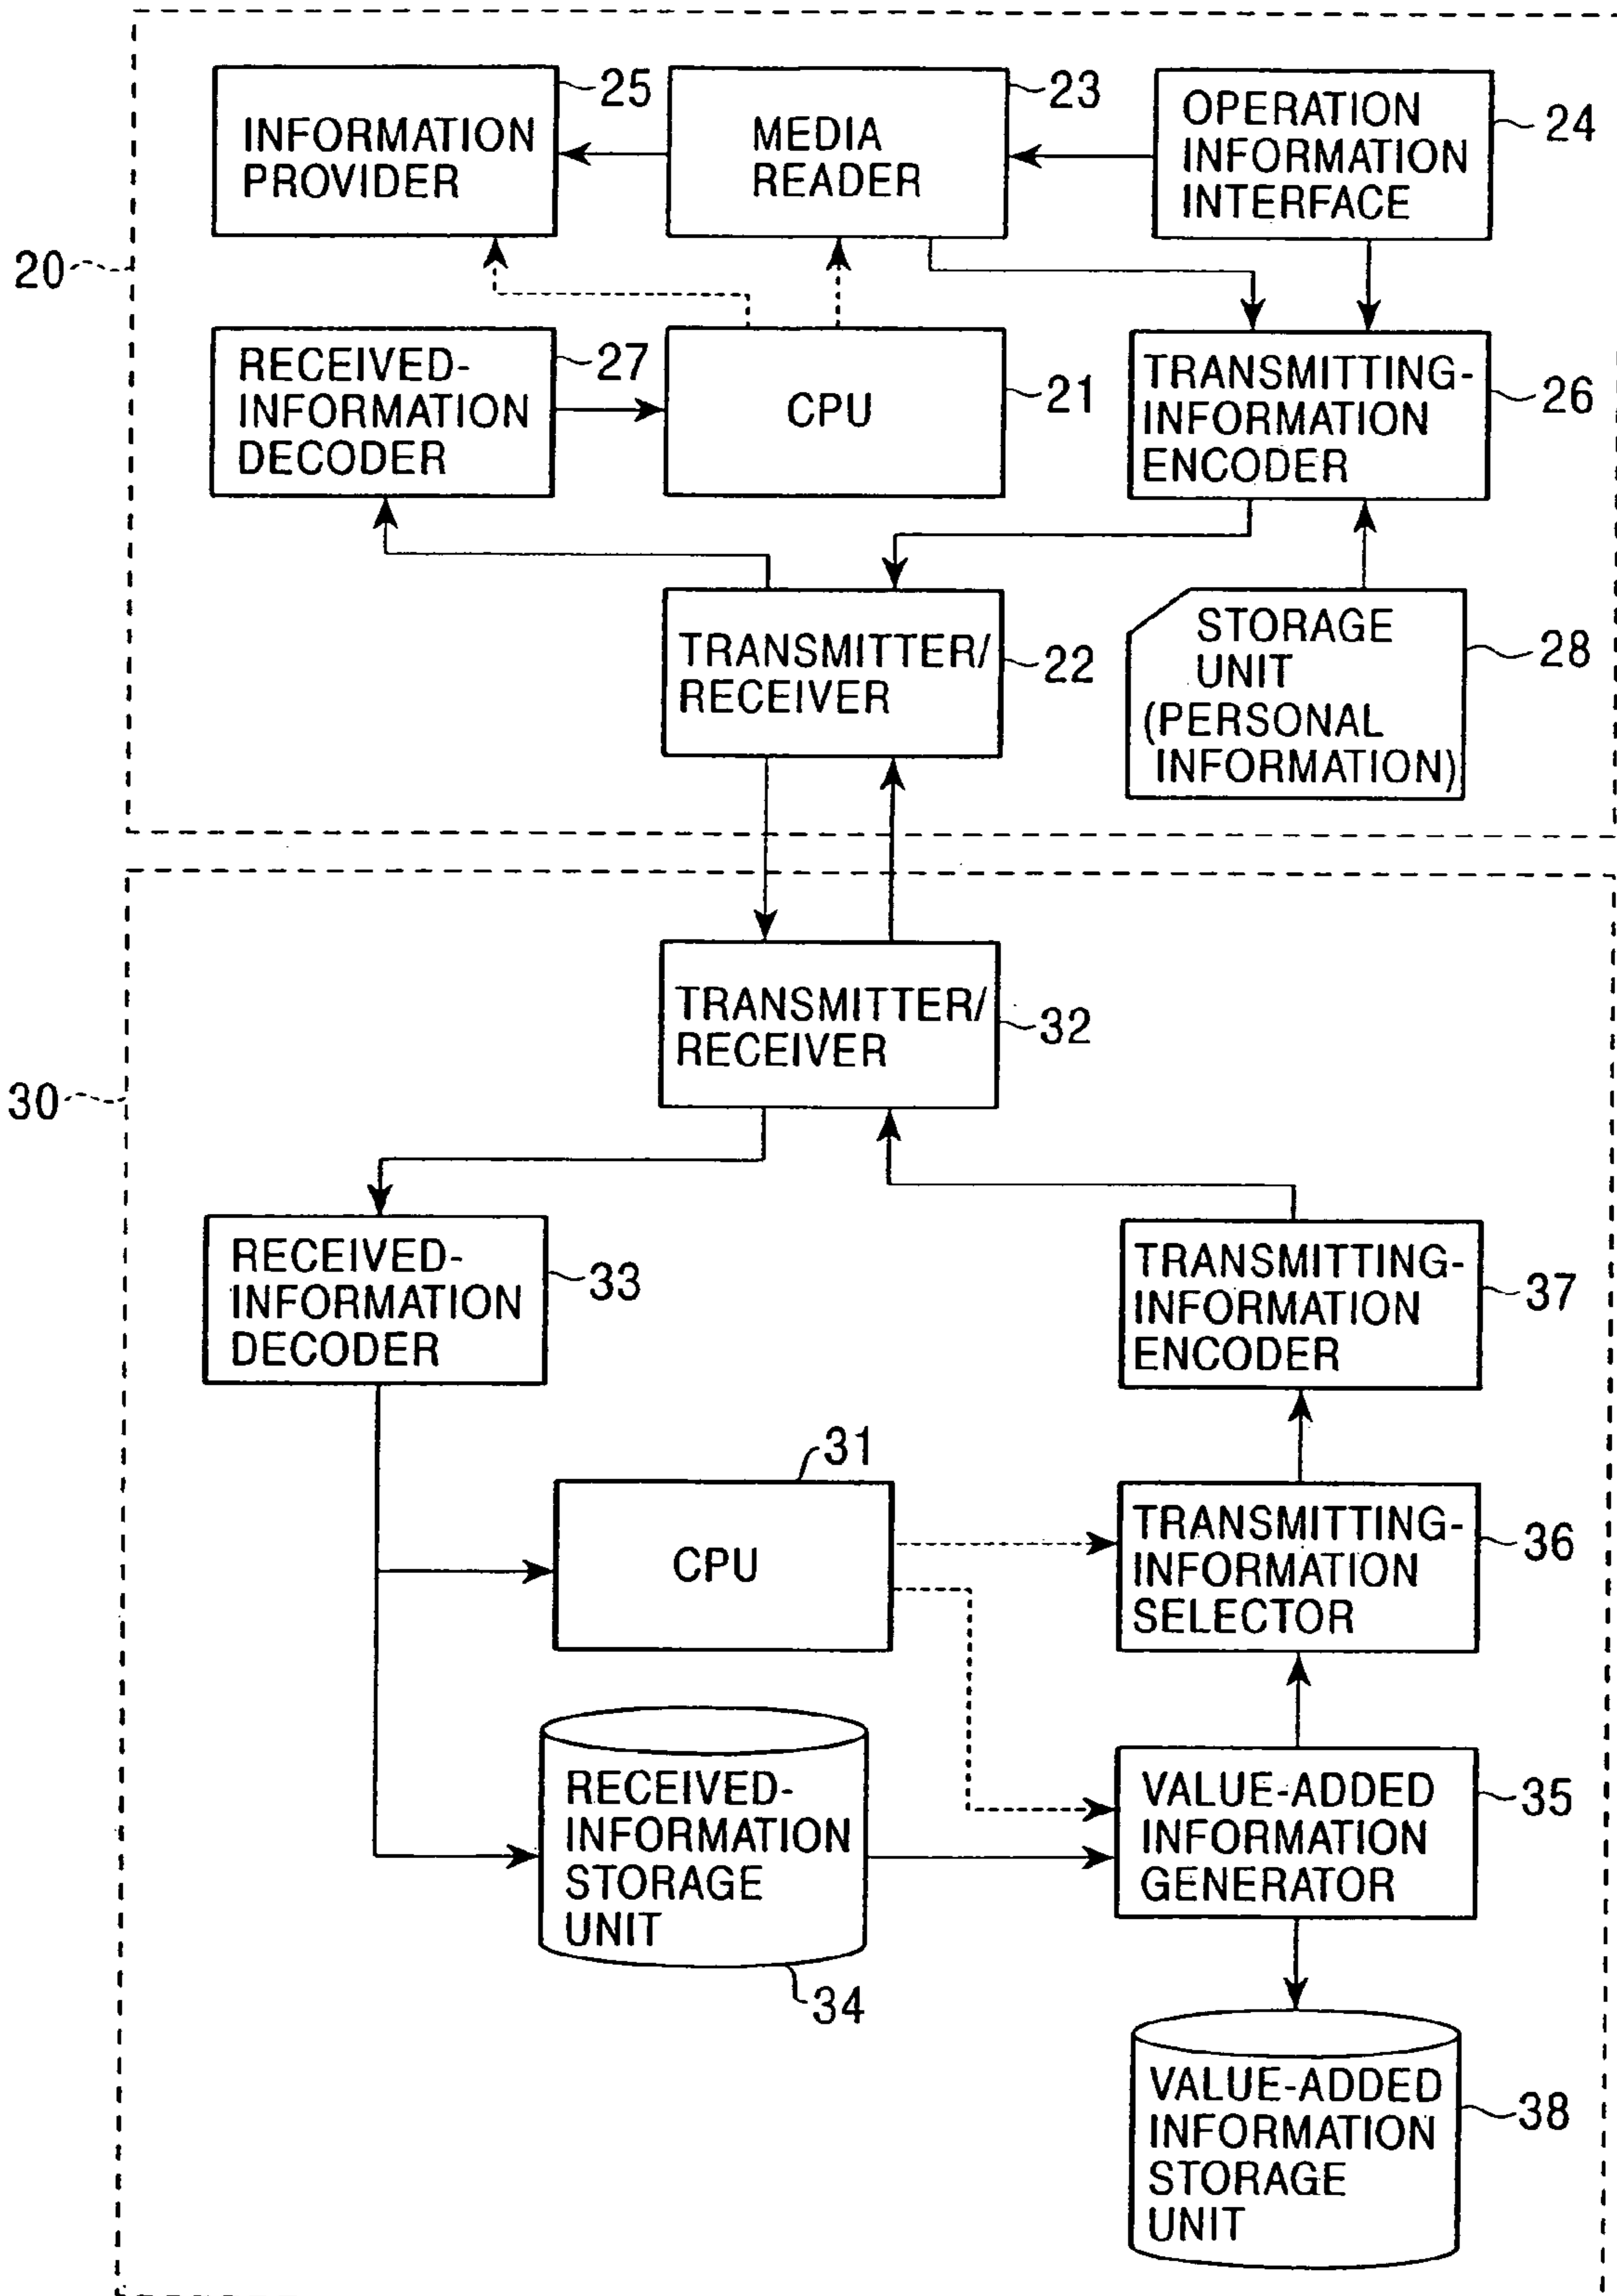 25
INFORMATION
PROVIDER
23
MEDIA
READER
OPERATION
INFORMATION
INTERFACE
24
20
RECEIVED-
INFORMATION
DECODER
27
CPU
21
TRANSMITTING-
INFORMATION
ENCODER
26
TRANSMITTER/
RECEIVER
22
STORAGE
UNIT
(PERSONAL
INFORMATION)
28
TRANSMITTER/
RECEIVER
32
30
RECEIVED-
INFORMATION
DECODER
33
TRANSMITTING-
INFORMATION
ENCODER
37
31
CPU
TRANSMITTING-
INFORMATION
SELECTOR
36
RECEIVED-
INFORMATION
STORAGE
UNIT
34
VALUE-ADDED
INFORMATION
GENERATOR
35
VALUE-ADDED
INFORMATION
STORAGE
UNIT
38